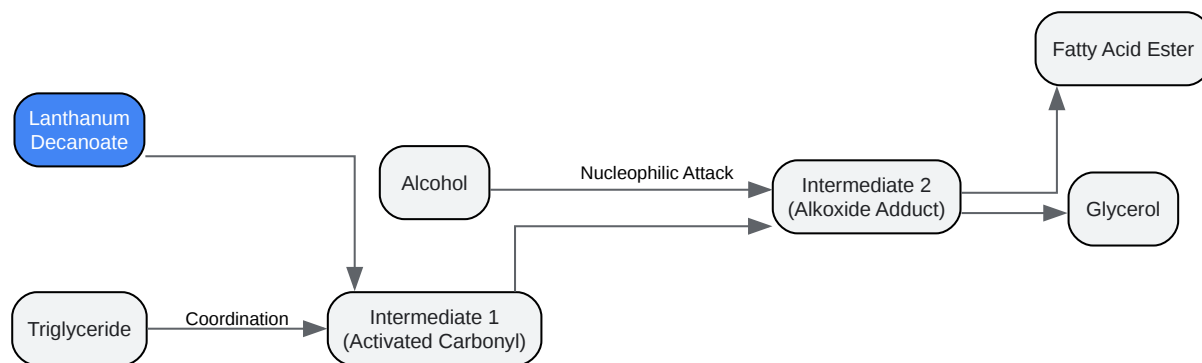 Fatty Acid Ester
Lanthanum
Decanoate
Alcohol
Nucleophilic Attack
Intermediate 2
(Alkoxide Adduct)
Glycerol
Triglyceride
Coordination
Intermediate 1
(Activated Carbonyl)